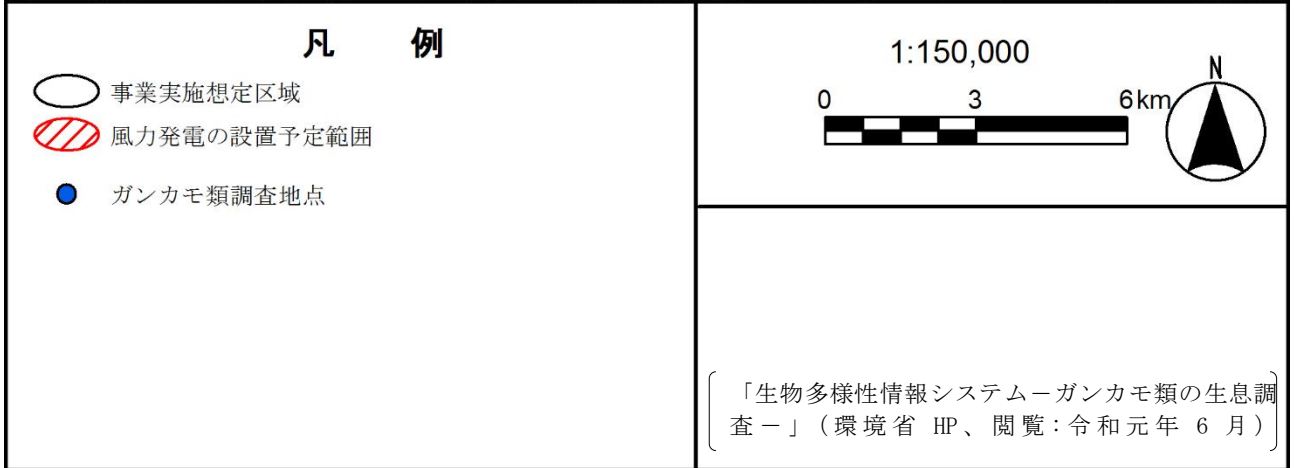 凡 例
事業実施想定区域
風力発電の設置予定範囲
ガンカモ類調査地点
1:150,000
0 3 6km
N
「生物多様性情報システム－ガンカモ類の生息調
査－」（環境省 HP、閲覧：令和元年 6 月）